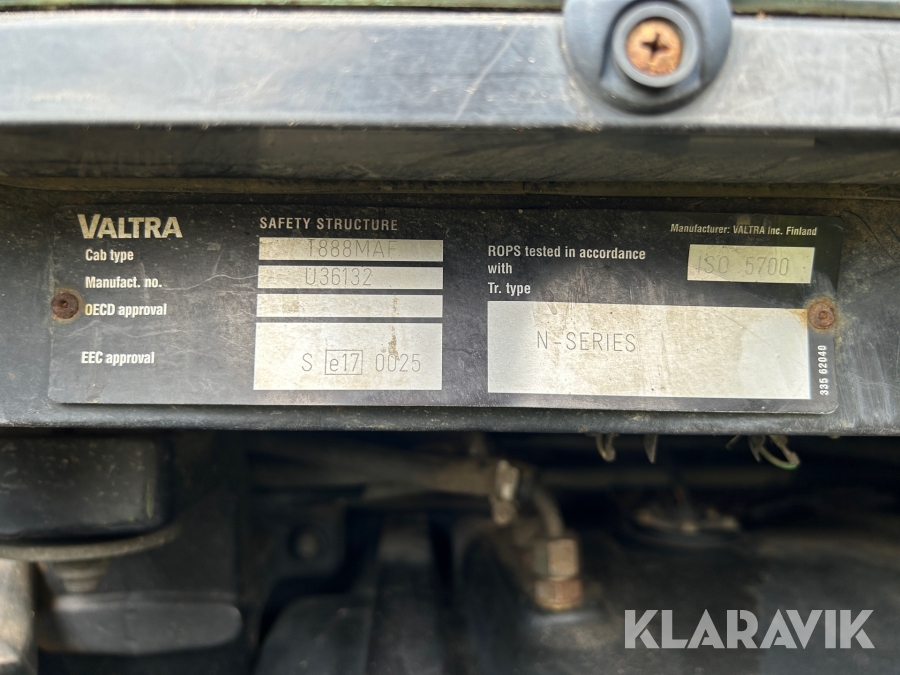 VALTRA
SAFETY STRUCTURE
Manufacturer: VALTRA Inc. Finland
Cab type T888MAF
Manufact. no. U36132
OECD approval
EEC approval S e17 0025
ROPS tested in accordance
with ISO 5700
Tr. type
N-SERIES
335 62040
KLARAVIK